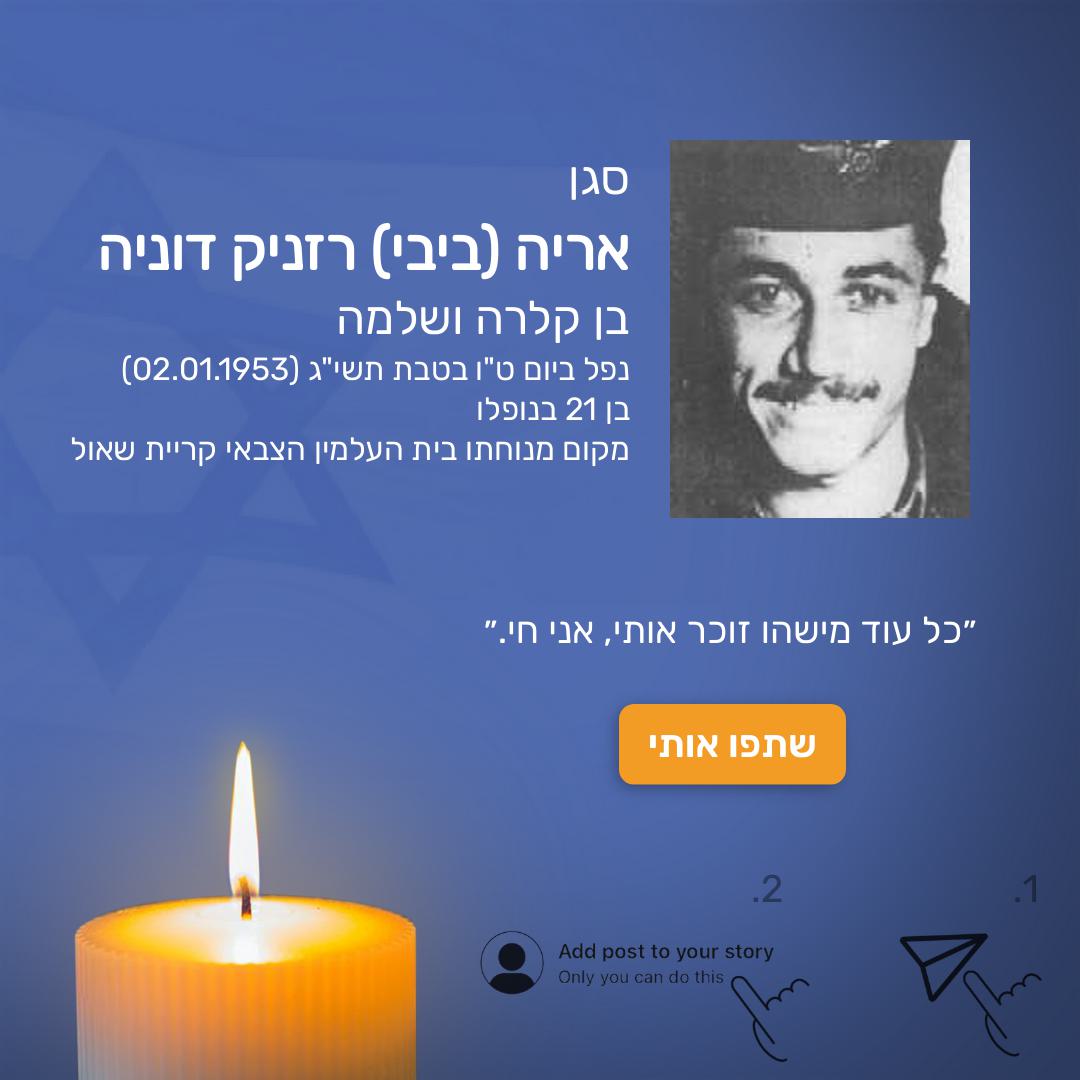 סגן
אריה (ביבי) רזניק דוניה
בן קלרה ושלמה
נפל ביום ט"ו בטבת תשי"ג (02.01.1953)
בן 21 בנופלו
מקום מנוחתו בית העלמין הצבאי קריית שאול
״כל עוד מישהו זוכר אותי, אני חי.״
שתפו אותי
.1
.2
Add post to your story
Only you can do this